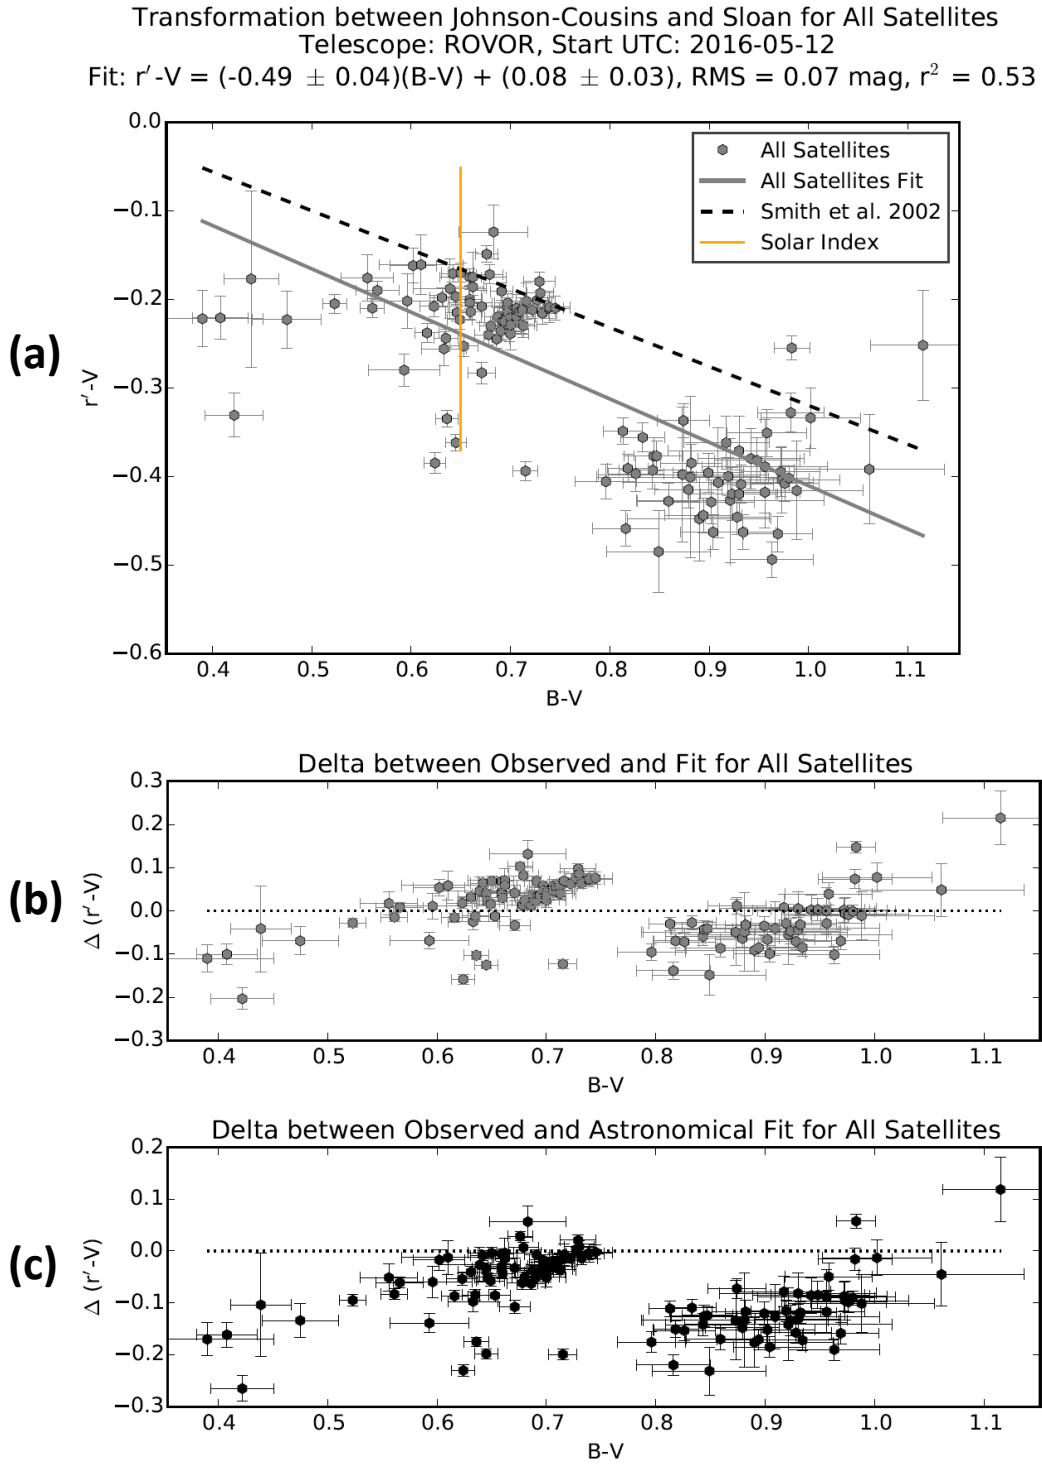 Transformation between Johnson-Cousins and Sloan for All Satellites
Telescope: ROVOR, Start UTC: 2016-05-12
Fit: r′-V = (-0.49 ± 0.04)(B-V) + (0.08 ± 0.03), RMS = 0.07 mag, r² = 0.53
(a)
r′-V
0.0
−0.1
−0.2
−0.3
−0.4
−0.5
−0.6
All Satellites
All Satellites Fit
Smith et al. 2002
Solar Index
0.4 0.5 0.6 0.7 0.8 0.9 1.0 1.1
B-V
Delta between Observed and Fit for All Satellites
(b)
Δ (r′-V)
0.3
0.2
0.1
0.0
−0.1
−0.2
−0.3
0.4 0.5 0.6 0.7 0.8 0.9 1.0 1.1
B-V
Delta between Observed and Astronomical Fit for All Satellites
(c)
Δ (r′-V)
0.2
0.1
0.0
−0.1
−0.2
−0.3
0.4 0.5 0.6 0.7 0.8 0.9 1.0 1.1
B-V